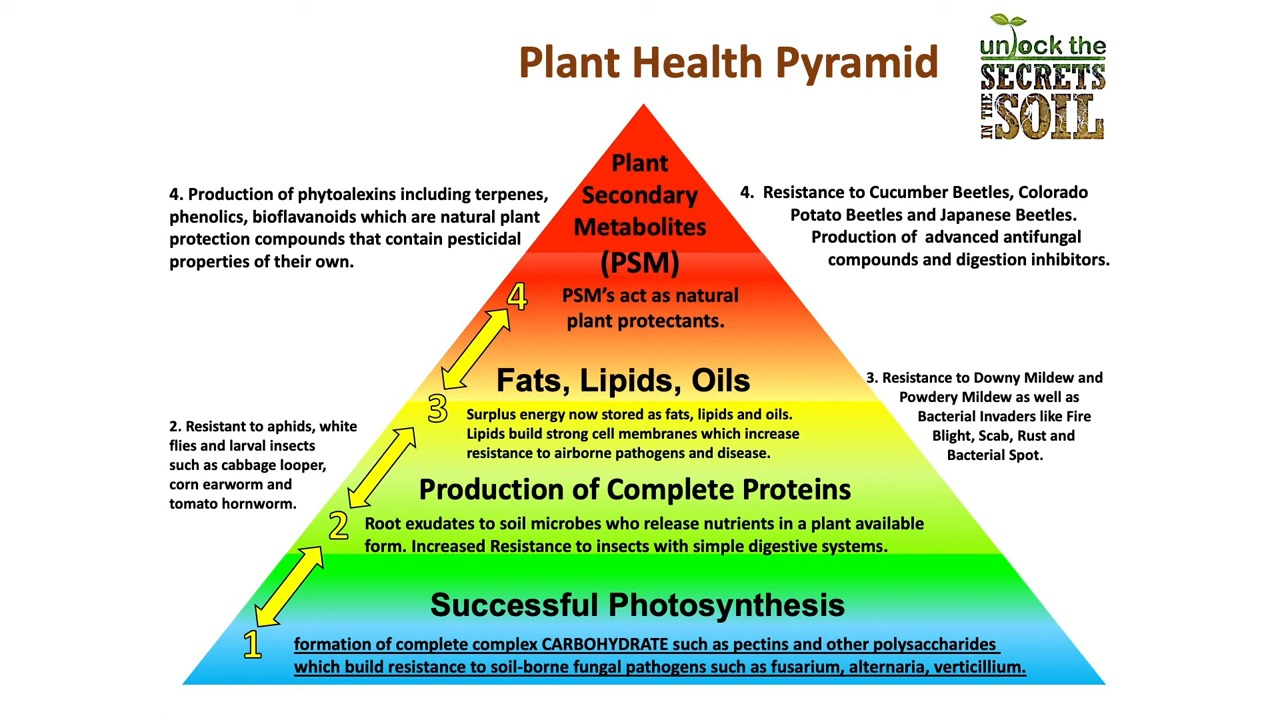 Plant Health Pyramid
unlock the
SECRETS
IN THE
SOIL
Plant
Secondary
Metabolites
(PSM)
PSM's act as natural
plant protectants.
4. Production of phytoalexins including terpenes,
phenolics, bioflavanoids which are natural plant
protection compounds that contain pesticidal
properties of their own.
4. Resistance to Cucumber Beetles, Colorado
Potato Beetles and Japanese Beetles.
Production of advanced antifungal
compounds and digestion inhibitors.
4
Fats, Lipids, Oils
Surplus energy now stored as fats, lipids and oils.
Lipids build strong cell membranes which increase
resistance to airborne pathogens and disease.
3
3. Resistance to Downy Mildew and
Powdery Mildew as well as
Bacterial Invaders like Fire
Blight, Scab, Rust and
Bacterial Spot.
2. Resistant to aphids, white
flies and larval insects
such as cabbage looper,
corn earworm and
tomato hornworm.
Production of Complete Proteins
2
Root exudates to soil microbes who release nutrients in a plant available
form. Increased Resistance to insects with simple digestive systems.
Successful Photosynthesis
1
formation of complete complex CARBOHYDRATE such as pectins and other polysaccharides
which build resistance to soil-borne fungal pathogens such as fusarium, alternaria, verticillium.